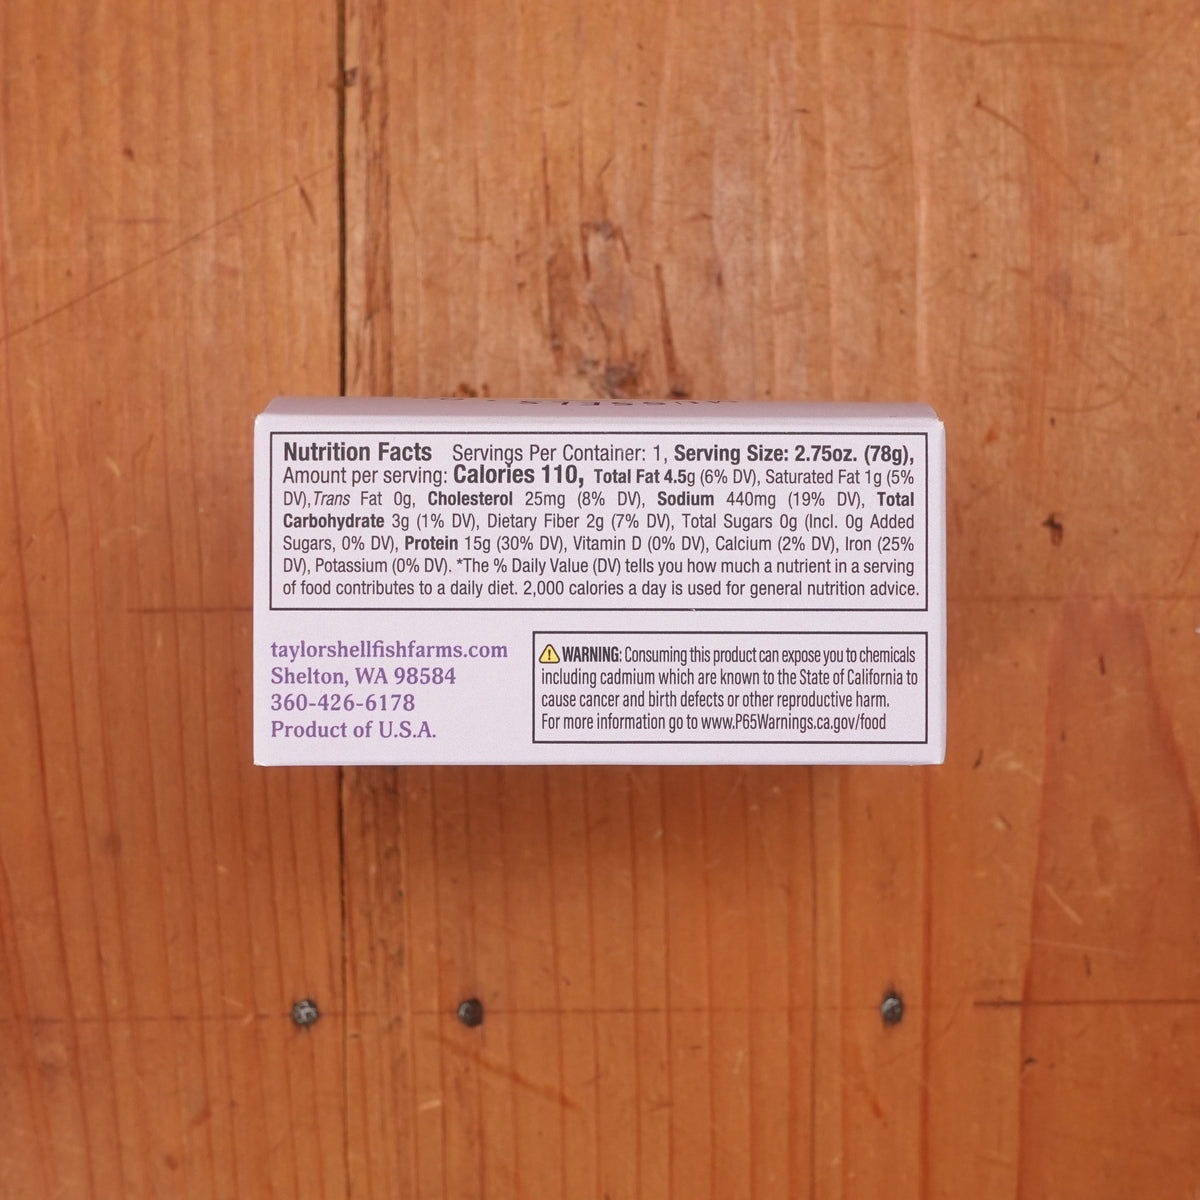 Nutrition Facts Servings Per Container: 1, Serving Size: 2.75oz. (78g),
Amount per serving: Calories 110, Total Fat 4.5g (6% DV), Saturated Fat 1g (5%
DV), Trans Fat 0g, Cholesterol 25mg (8% DV), Sodium 440mg (19% DV), Total
Carbohydrate 3g (1% DV), Dietary Fiber 2g (7% DV), Total Sugars 0g (Incl. 0g Added
Sugars, 0% DV), Protein 15g (30% DV), Vitamin D (0% DV), Calcium (2% DV), Iron (25%
DV), Potassium (0% DV). *The % Daily Value (DV) tells you how much a nutrient in a serving
of food contributes to a daily diet. 2,000 calories a day is used for general nutrition advice.
taylorshellfishfarms.com
Shelton, WA 98584
360-426-6178
Product of U.S.A.
WARNING: Consuming this product can expose you to chemicals
including cadmium which are known to the State of California to
cause cancer and birth defects or other reproductive harm.
For more information go to www.P65Warnings.ca.gov/food